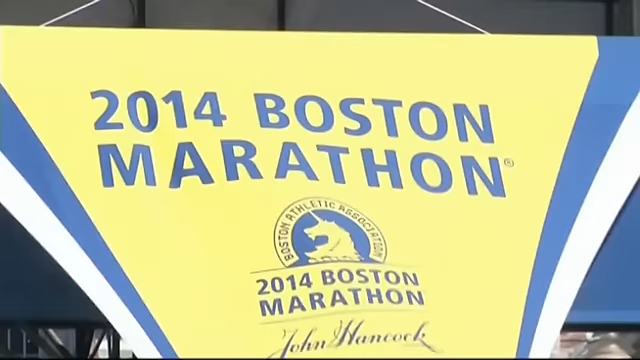 2014 BOSTON
MARATHON®
BOSTON ATHLETIC ASSOCIATION
2014 BOSTON
MARATHON
John Hancock